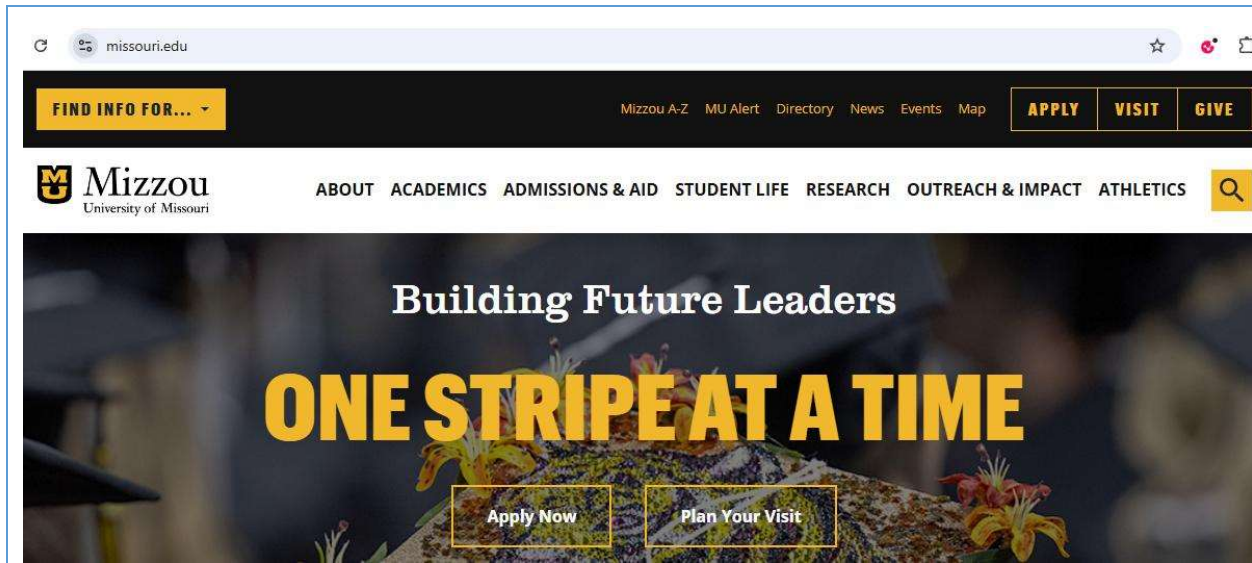 missouri.edu
FIND INFO FOR...
Mizzou A-Z MU Alert Directory News Events Map APPLY VISIT GIVE
Mizzou
University of Missouri
ABOUT ACADEMICS ADMISSIONS & AID STUDENT LIFE RESEARCH OUTREACH & IMPACT ATHLETICS
Building Future Leaders
ONE STRIPE AT A TIME
Apply Now Plan Your Visit